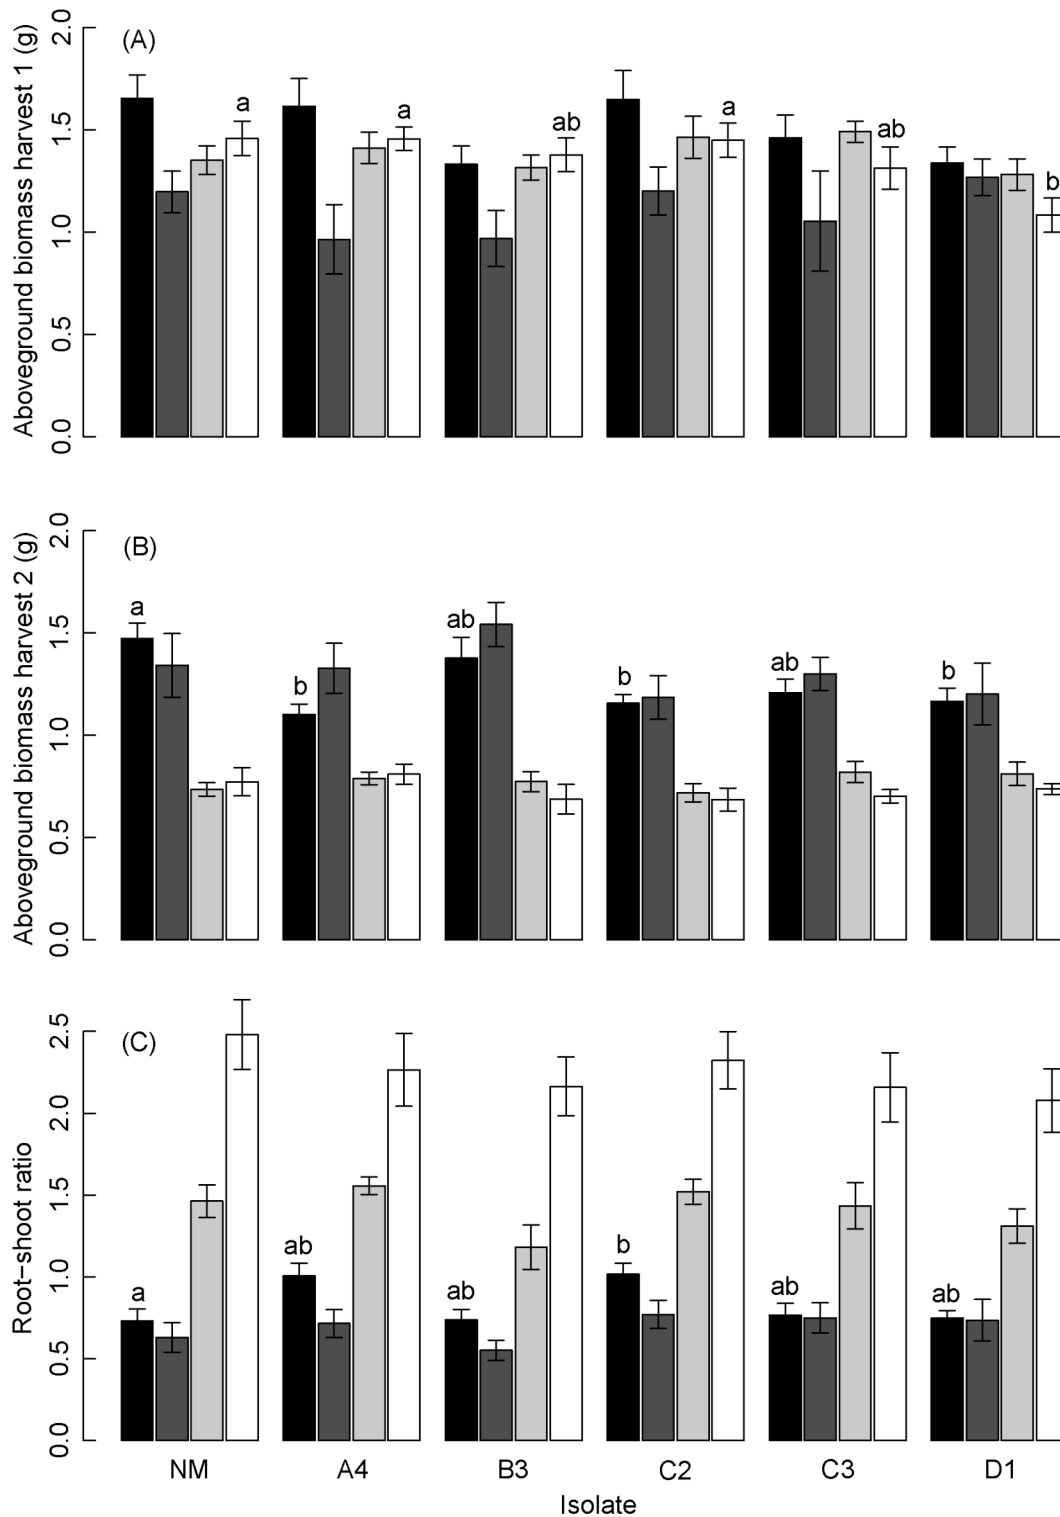 Aboveground biomass harvest 1 (g)
2.0
1.5
1.0
0.5
0.0
(A)
a
a
ab
a
ab
b
Aboveground biomass harvest 2 (g)
2.0
1.5
1.0
0.5
0.0
(B)
a
b
ab
b
ab
b
Root−shoot ratio
2.5
2.0
1.5
1.0
0.5
0.0
(C)
a
ab
ab
b
ab
ab
NM A4 B3 C2 C3 D1
Isolate